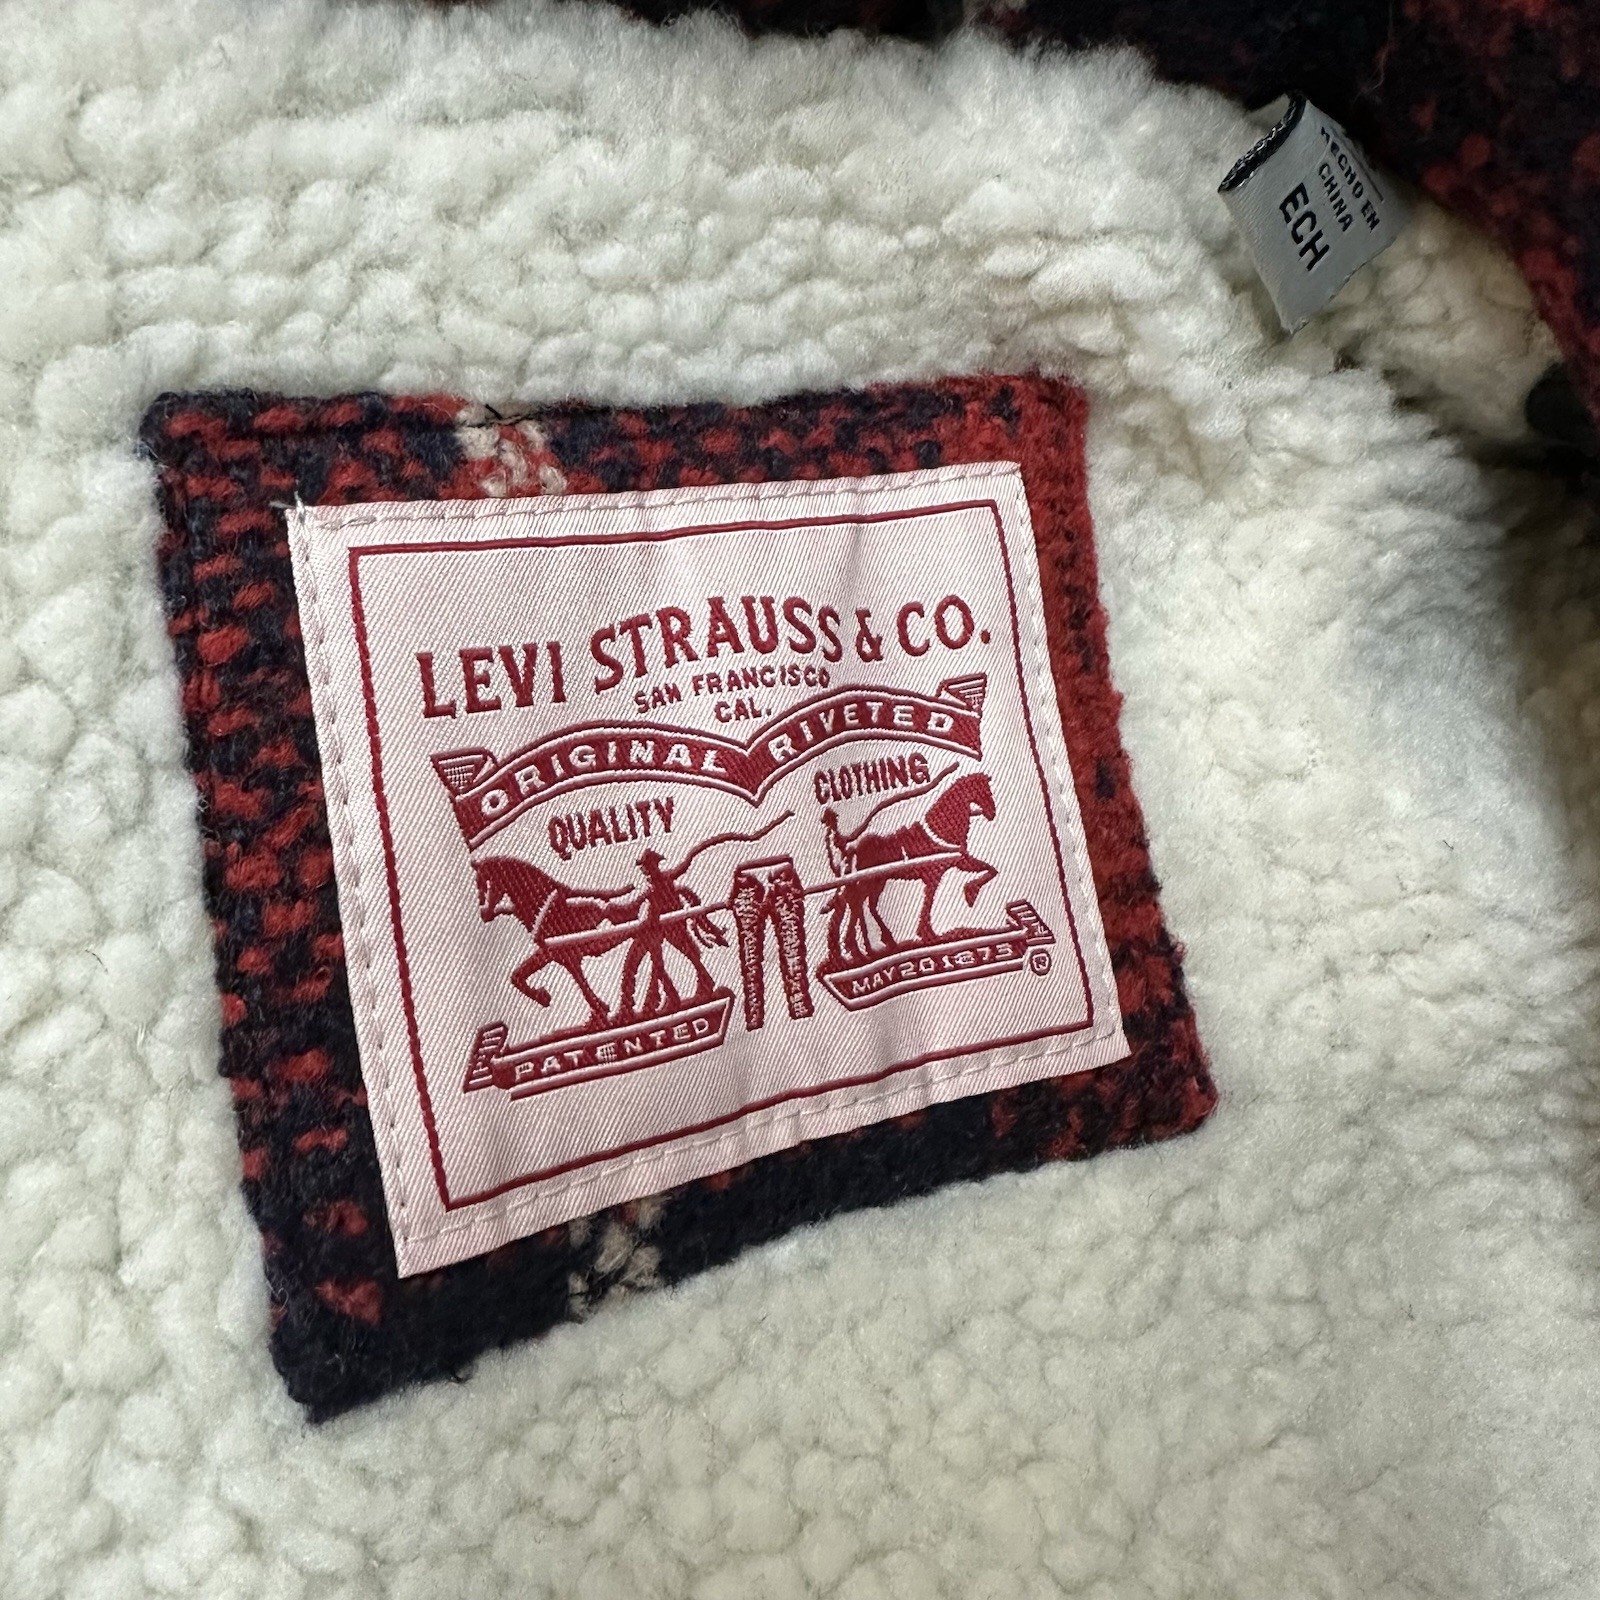 LEVI STRAUSS & CO.
SAN FRANCISCO
CAL.
ORIGINAL RIVETED
QUALITY CLOTHING
PATENTED MAY 20 1873 ®
HECHO EN
CHINA
ECH